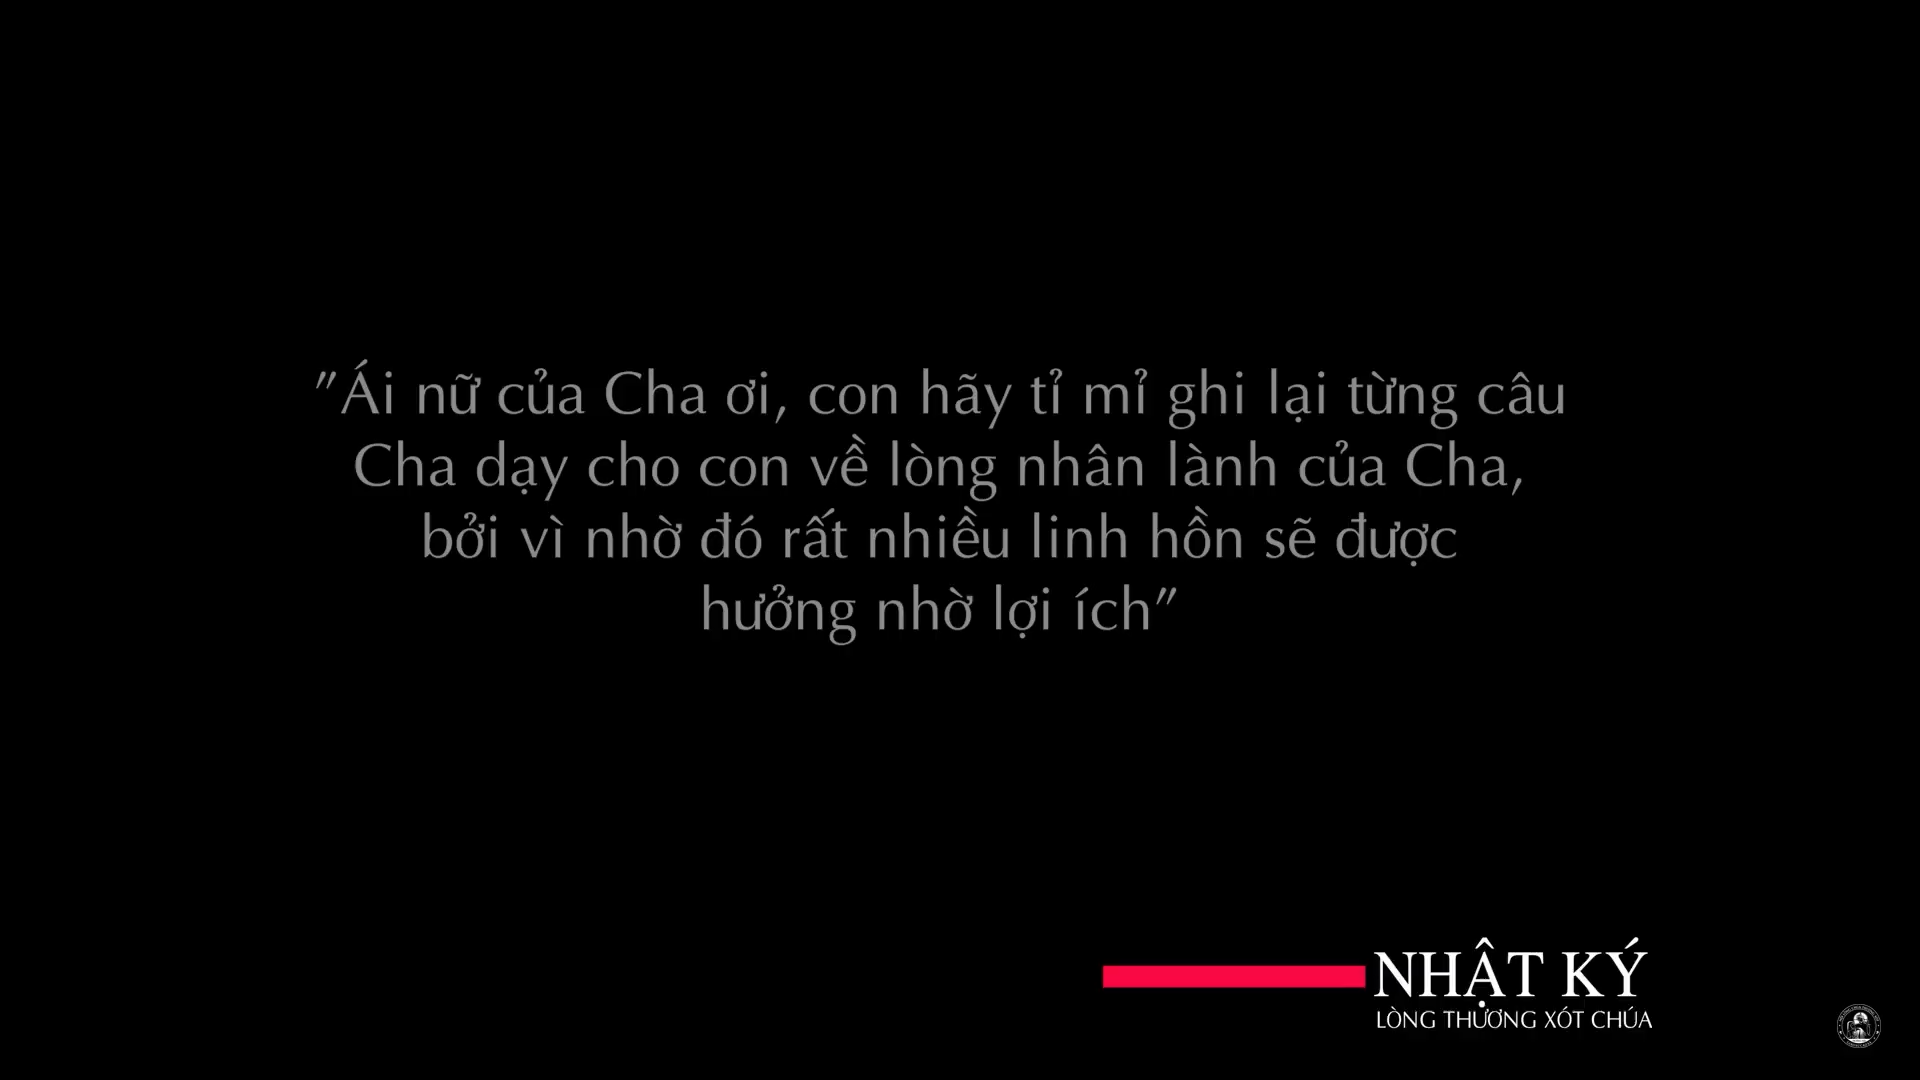 "Ái nữ của Cha ơi, con hãy tỉ mỉ ghi lại từng câu
Cha dạy cho con về lòng nhân lành của Cha,
bởi vì nhờ đó rất nhiều linh hồn sẽ được
hưởng nhờ lợi ích"
NHẬT KÝ
LÒNG THƯƠNG XÓT CHÚA